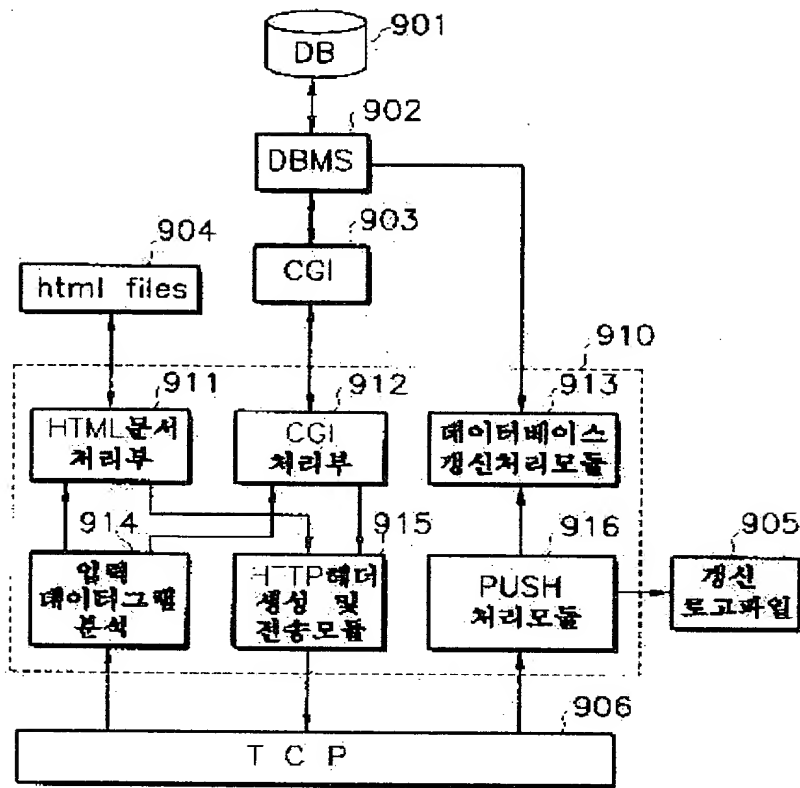 901
DB
902
DBMS
903
904
CGI
html files
910
911
912
913
HTML문서
처리부
CGI
처리부
데이터베이스
갱신처리모듈
914
915
916
905
입력
데이터그램
분석
HTTP헤더
생성 및
전송모듈
PUSH
처리모듈
갱신
로고파일
906
T C P